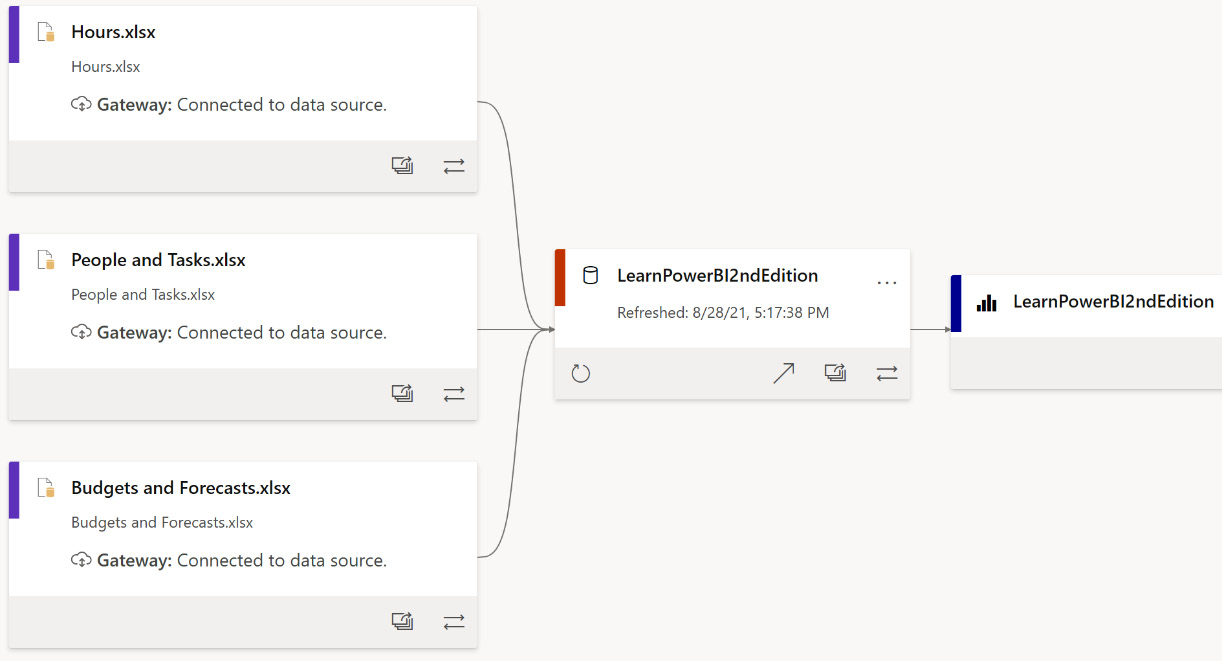 Hours.xlsx
Hours.xlsx
Gateway: Connected to data source.
People and Tasks.xlsx
People and Tasks.xlsx
Gateway: Connected to data source.
Budgets and Forecasts.xlsx
Budgets and Forecasts.xlsx
Gateway: Connected to data source.
LearnPowerBI2ndEdition
Refreshed: 8/28/21, 5:17:38 PM
LearnPowerBI2ndEdition